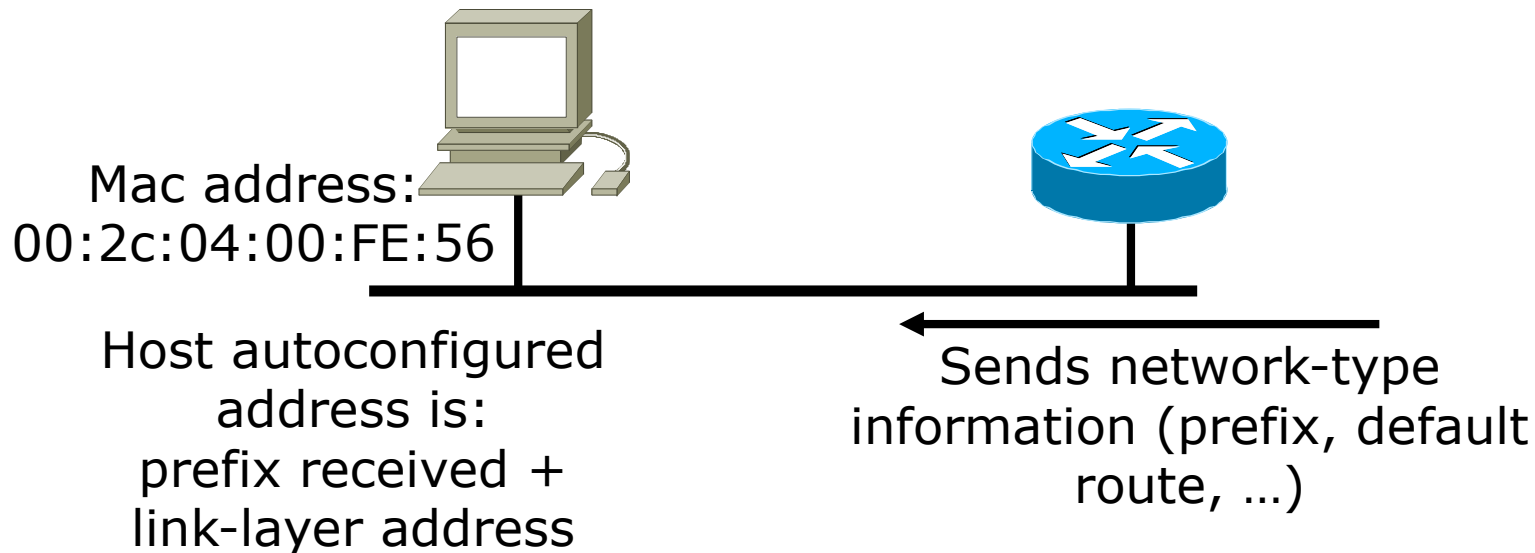 Mac address:
00:2c:04:00:FE:56
Host autoconfigured
address is:
prefix received +
link-layer address
Sends network-type
information (prefix, default
route, …)